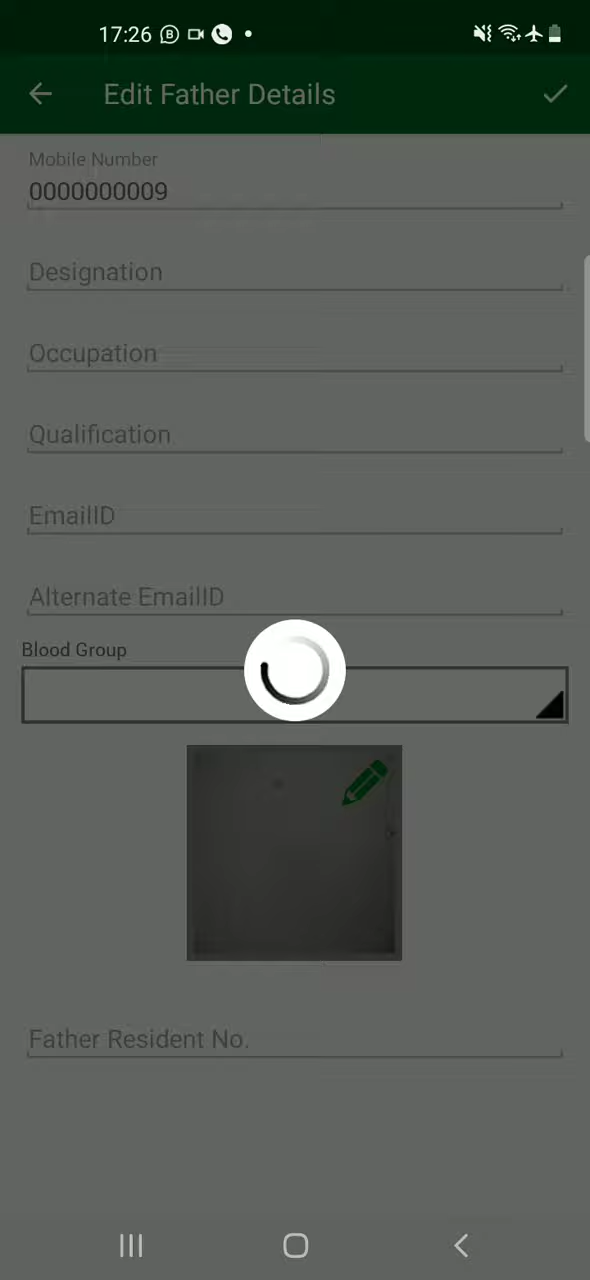 17:26
Edit Father Details
Mobile Number
0000000009
Designation
Occupation
Qualification
EmailID
Alternate EmailID
Blood Group
Father Resident No.